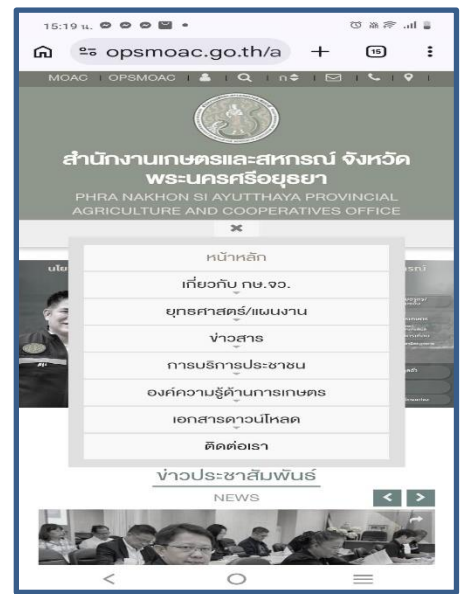 15:19 น.
opsmoac.go.th/a
15
MOAC | OPSMOAC | | | ก | | |
สำนักงานเกษตรและสหกรณ์ จังหวัด
พระนครศรีอยุธยา
PHRA NAKHON SI AYUTTHAYA PROVINCIAL
AGRICULTURE AND COOPERATIVES OFFICE
×
หน้าหลัก
เกี่ยวกับ กษ.จว.
ยุทธศาสตร์/แผนงาน
ข่าวสาร
การบริการประชาชน
องค์ความรู้ด้านการเกษตร
เอกสารดาวน์โหลด
ติดต่อเรา
ข่าวประชาสัมพันธ์
NEWS